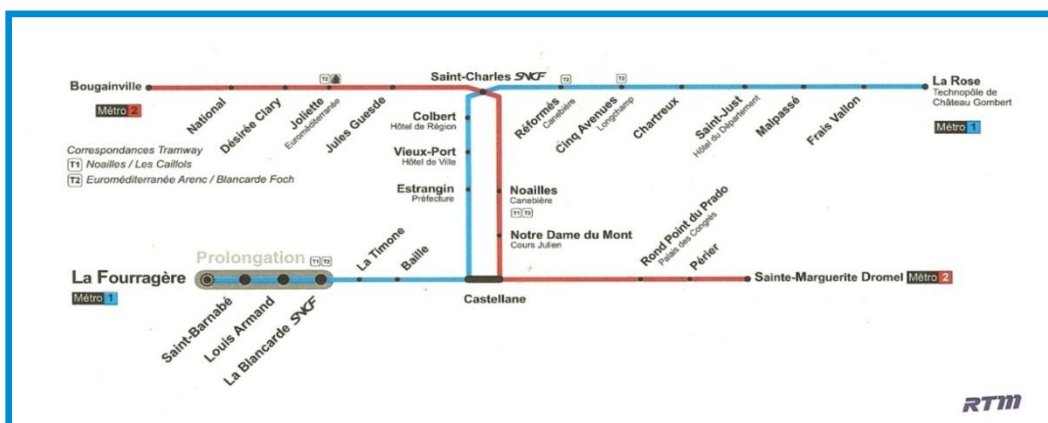 Bougainville
Métro 2
National
Désirée Clary
Joliette
Euroméditerranée
T2
Jules Guesde
Saint-Charles SNCF
Réformés
Canebière
T2
Cinq Avenues
Longchamp
T2
Chartreux
Saint-Just
Hôtel du Département
Malpassé
Frais Vallon
La Rose
Technopôle de
Château Gombert
Métro 1
Correspondances Tramway
T1 Noailles / Les Caillols
T2 Euroméditerranée Arenc / Blancarde Foch
Colbert
Hôtel de Région
Vieux-Port
Hôtel de Ville
Estrangin
Préfecture
Noailles
Canebière
T1 T2
Notre Dame du Mont
Cours Julien
Rond Point du Prado
Palais des Congrès
Périer
Sainte-Marguerite Dromel Métro 2
Castellane
Baille
La Timone
Prolongation T1 T2
La Fourragère
Métro 1
Saint-Barnabé
Louis Armand
La Blancarde SNCF
RTM